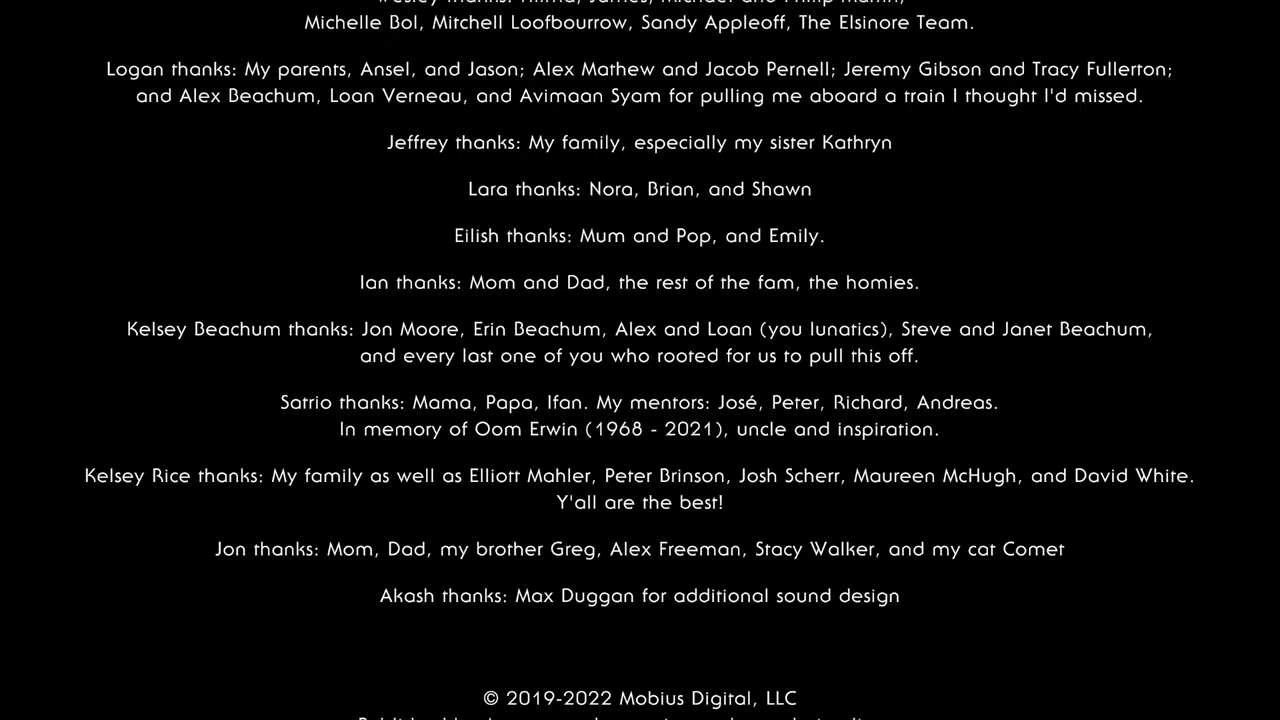 Michelle Bol, Mitchell Loofbourrow, Sandy Appleoff, The Elsinore Team.
Logan thanks: My parents, Ansel, and Jason; Alex Mathew and Jacob Pernell; Jeremy Gibson and Tracy Fullerton;
and Alex Beachum, Loan Verneau, and Avimaan Syam for pulling me aboard a train I thought I'd missed.
Jeffrey thanks: My family, especially my sister Kathryn
Lara thanks: Nora, Brian, and Shawn
Eilish thanks: Mum and Pop, and Emily.
Ian thanks: Mom and Dad, the rest of the fam, the homies.
Kelsey Beachum thanks: Jon Moore, Erin Beachum, Alex and Loan (you lunatics), Steve and Janet Beachum,
and every last one of you who rooted for us to pull this off.
Satrio thanks: Mama, Papa, Ifan. My mentors: José, Peter, Richard, Andreas.
In memory of Oom Erwin (1968 - 2021), uncle and inspiration.
Kelsey Rice thanks: My family as well as Elliott Mahler, Peter Brinson, Josh Scherr, Maureen McHugh, and David White.
Y'all are the best!
Jon thanks: Mom, Dad, my brother Greg, Alex Freeman, Stacy Walker, and my cat Comet
Akash thanks: Max Duggan for additional sound design
© 2019-2022 Mobius Digital, LLC